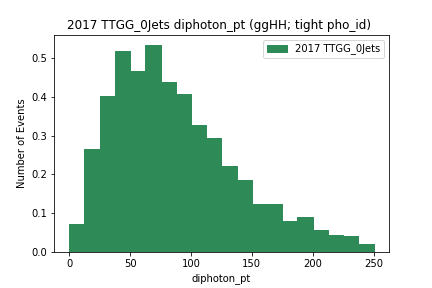 2017 TTGG_0Jets diphoton_pt (ggHH; tight pho_id)
2017 TTGG_0Jets
Number of Events
0.5
0.4
0.3
0.2
0.1
0.0
0 50 100 150 200 250
diphoton_pt